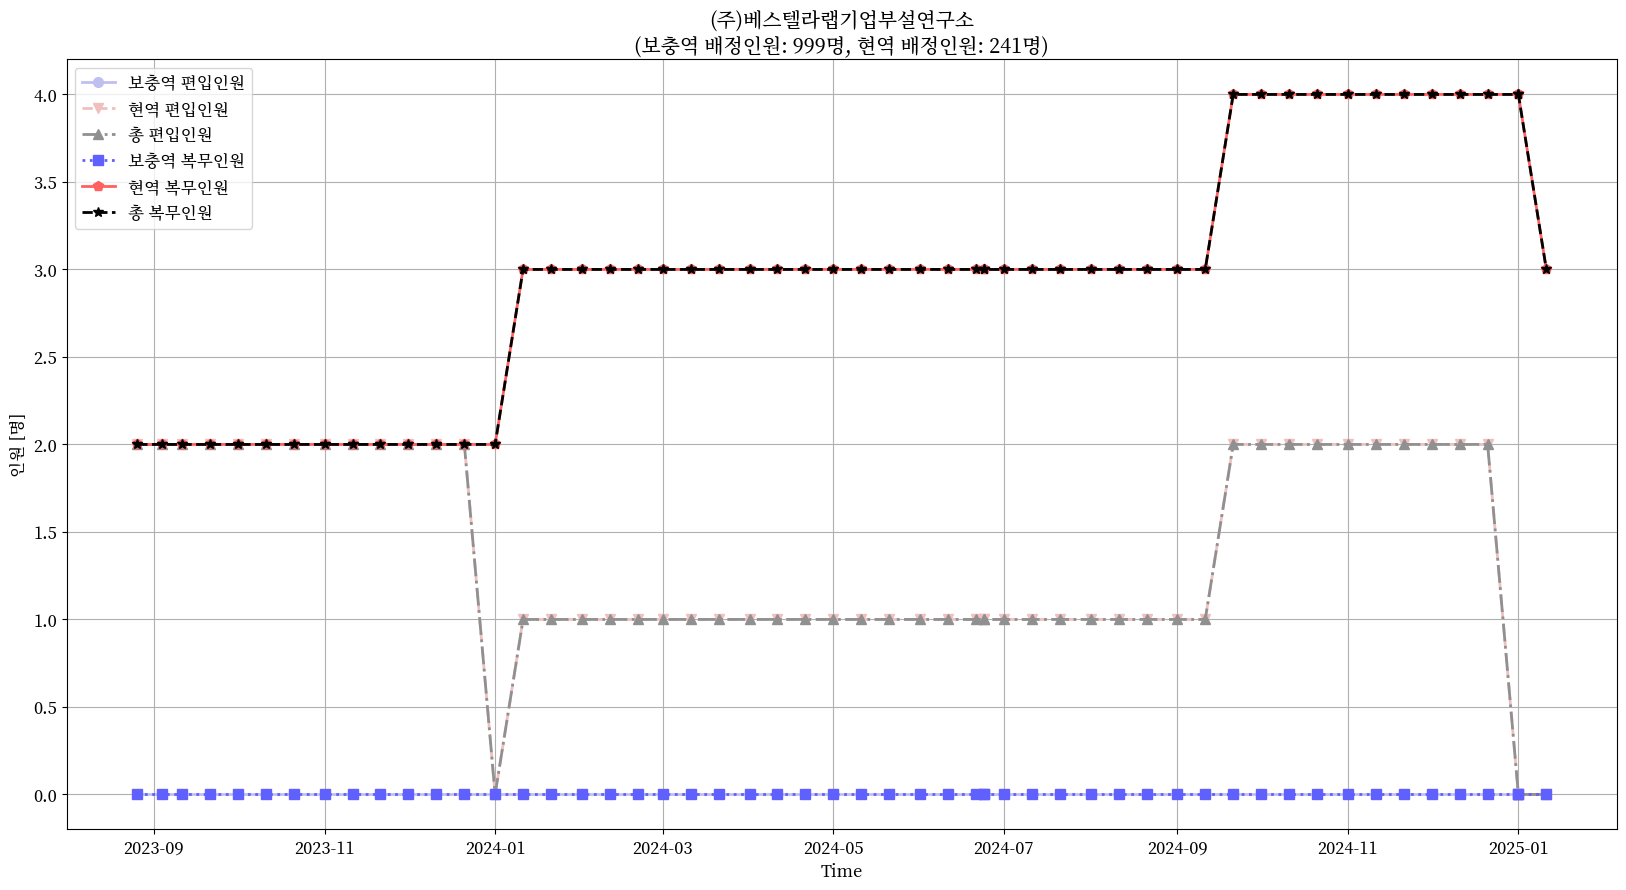 (주)베스텔라랩기업부설연구소
(보충역 배정인원: 999명, 현역 배정인원: 241명)
보충역 편입인원
현역 편입인원
총 편입인원
보충역 복무인원
현역 복무인원
총 복무인원
4.0
3.5
3.0
2.5
2.0
1.5
1.0
0.5
0.0
인원 [명]
2023-09 2023-11 2024-01 2024-03 2024-05 2024-07 2024-09 2024-11 2025-01
Time